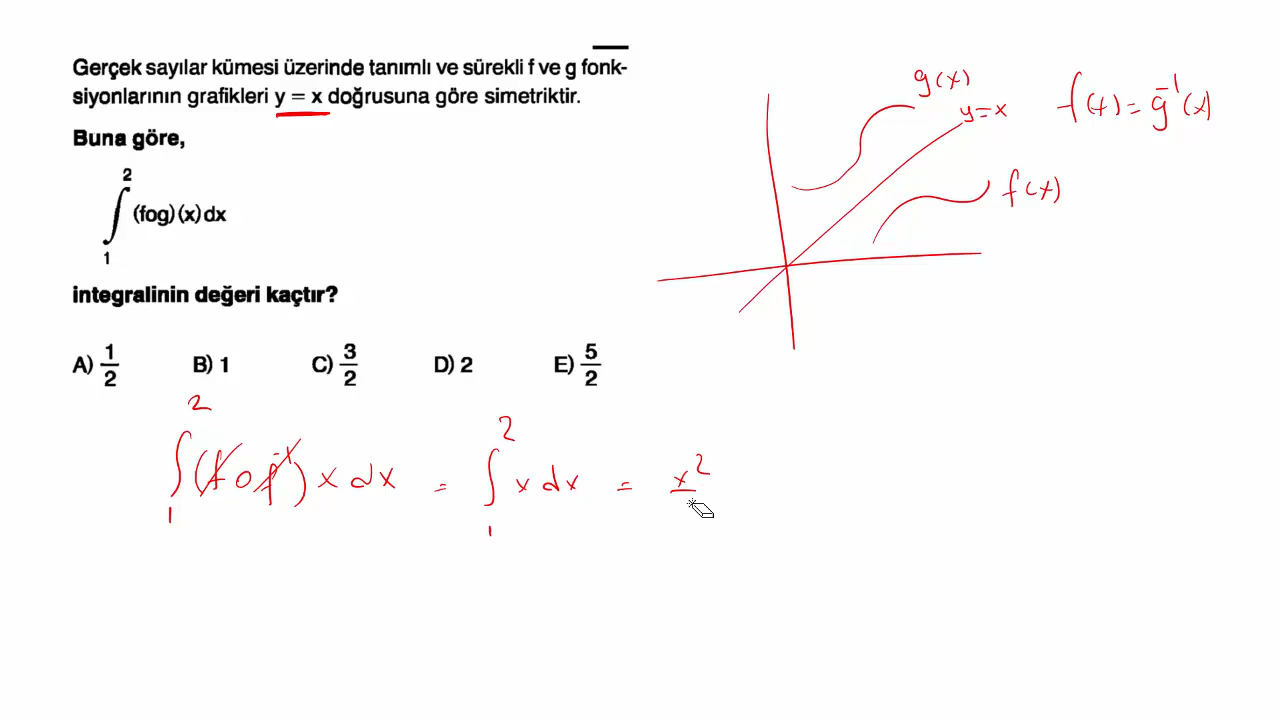 Gerçek sayılar kümesi üzerinde tanımlı ve sürekli f ve g fonk-
siyonlarının grafikleri y = x doğrusuna göre simetriktir.
Buna göre,
2
∫ (fog)(x)dx
1
integralinin değeri kaçtır?
A) 1/2 B) 1 C) 3/2 D) 2 E) 5/2
g(x)
y=x
f(x) = g⁻¹(x)
f(x)
2 2
∫ (f o f⁻¹) x dx = ∫ x dx = x²
1 1